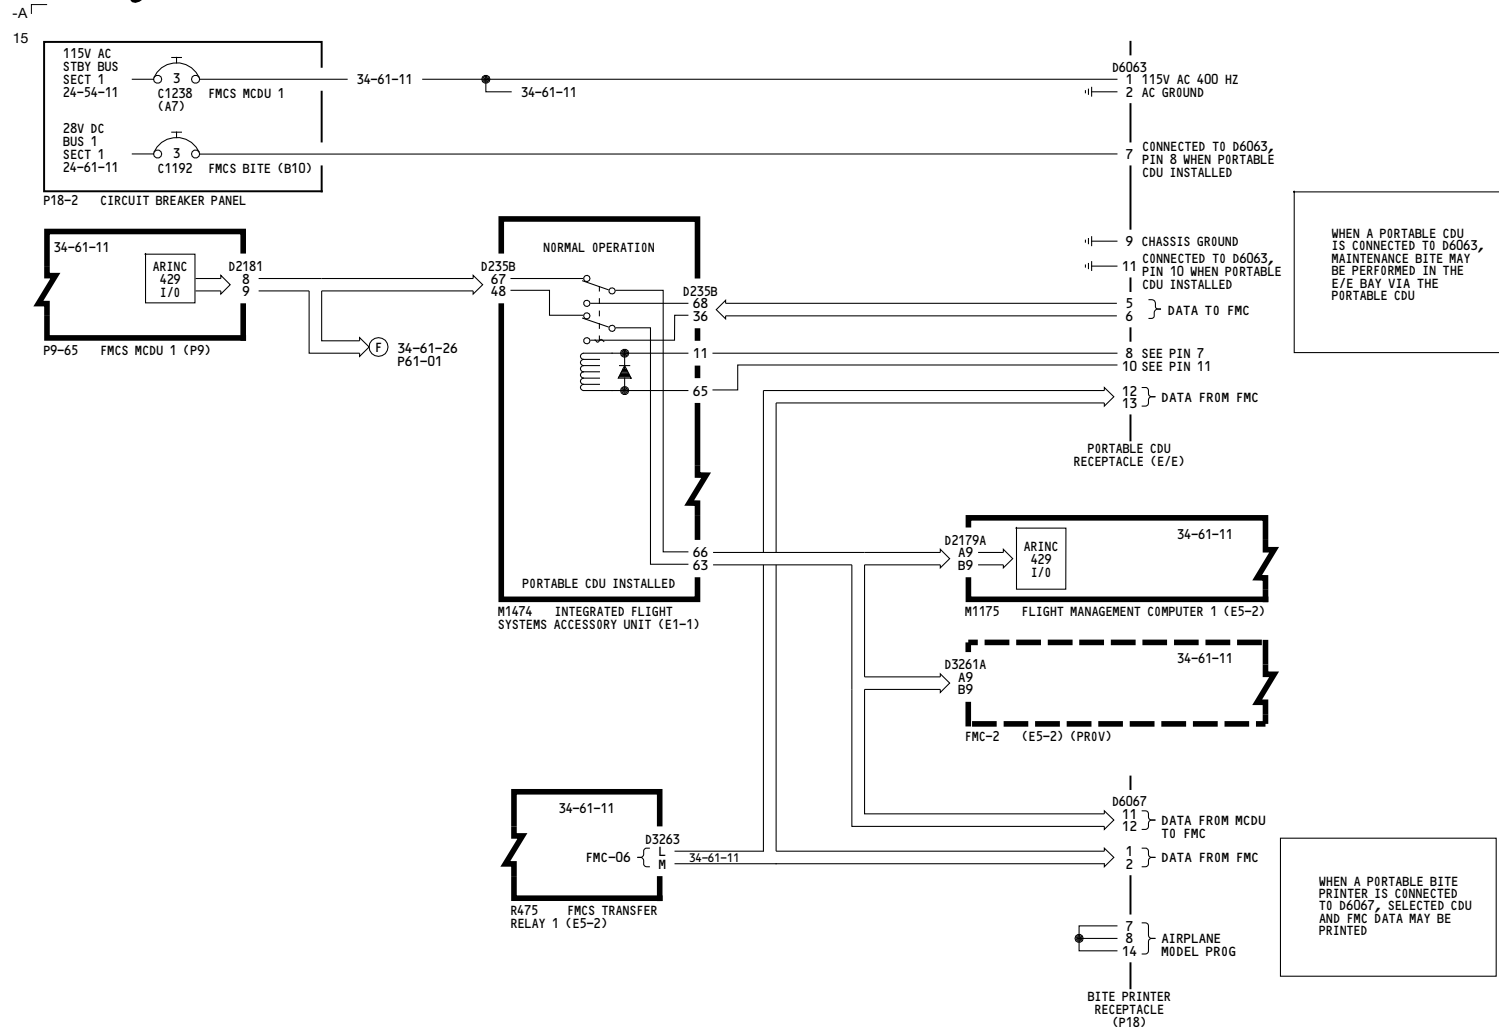 -A
15
115V AC
STBY BUS
SECT 1
24-54-11
3
C1238
(A7)
FMCS MCDU 1
28V DC
BUS 1
SECT 1
24-61-11
3
C1192
FMCS BITE (B10)
P18-2 CIRCUIT BREAKER PANEL
34-61-11
34-61-11
D6063
1 115V AC 400 HZ
2 AC GROUND
7 CONNECTED TO D6063,
PIN 8 WHEN PORTABLE
CDU INSTALLED
9 CHASSIS GROUND
11 CONNECTED TO D6063,
PIN 10 WHEN PORTABLE
CDU INSTALLED
5
6
DATA TO FMC
8 SEE PIN 7
10 SEE PIN 11
12
13
DATA FROM FMC
PORTABLE CDU
RECEPTACLE (E/E)
WHEN A PORTABLE CDU
IS CONNECTED TO D6063,
MAINTENANCE BITE MAY
BE PERFORMED IN THE
E/E BAY VIA THE
PORTABLE CDU
34-61-11
ARINC
429
I/O
D2181
8
9
P9-65 FMCS MCDU 1 (P9)
F
34-61-26
P61-01
NORMAL OPERATION
D235B
67
48
D235B
68
36
11
65
66
63
PORTABLE CDU INSTALLED
M1474 INTEGRATED FLIGHT
SYSTEMS ACCESSORY UNIT (E1-1)
D2179A
A9
B9
ARINC
429
I/O
34-61-11
M1175 FLIGHT MANAGEMENT COMPUTER 1 (E5-2)
D3261A
A9
B9
34-61-11
FMC-2 (E5-2) (PROV)
34-61-11
FMC-06
D3263
L
M
34-61-11
R475 FMCS TRANSFER
RELAY 1 (E5-2)
D6067
11
12
DATA FROM MCDU
TO FMC
1
2
DATA FROM FMC
7
8
14
AIRPLANE
MODEL PROG
BITE PRINTER
RECEPTACLE
(P18)
WHEN A PORTABLE BITE
PRINTER IS CONNECTED
TO D6067, SELECTED CDU
AND FMC DATA MAY BE
PRINTED